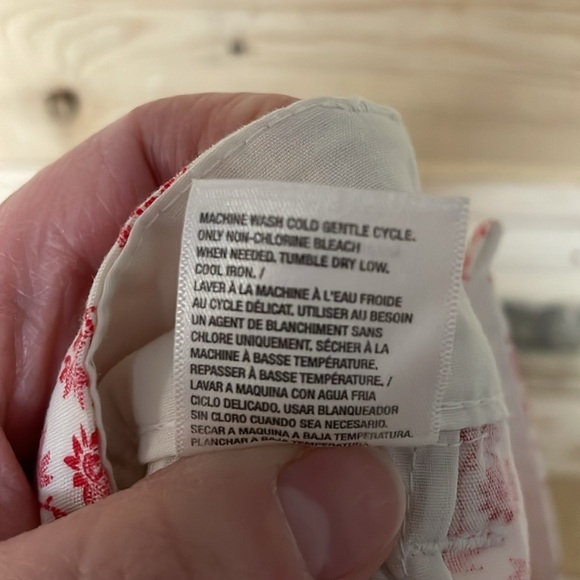 MACHINE WASH COLD GENTLE CYCLE.
ONLY NON-CHLORINE BLEACH
WHEN NEEDED. TUMBLE DRY LOW.
COOL IRON. /
LAVER À LA MACHINE À L'EAU FROIDE
AU CYCLE DÉLICAT. UTILISER AU BESOIN
UN AGENT DE BLANCHIMENT SANS
CHLORE UNIQUEMENT. SÉCHER À LA
MACHINE À BASSE TEMPÉRATURE.
REPASSER À BASSE TEMPÉRATURE. /
LAVAR A MAQUINA CON AGUA FRIA
CICLO DELICADO. USAR BLANQUEADOR
SIN CLORO CUANDO SEA NECESARIO.
SECAR A MAQUINA A BAJA TEMPERATURA.
PLANCHAR A BAJA TEMPERATURA.